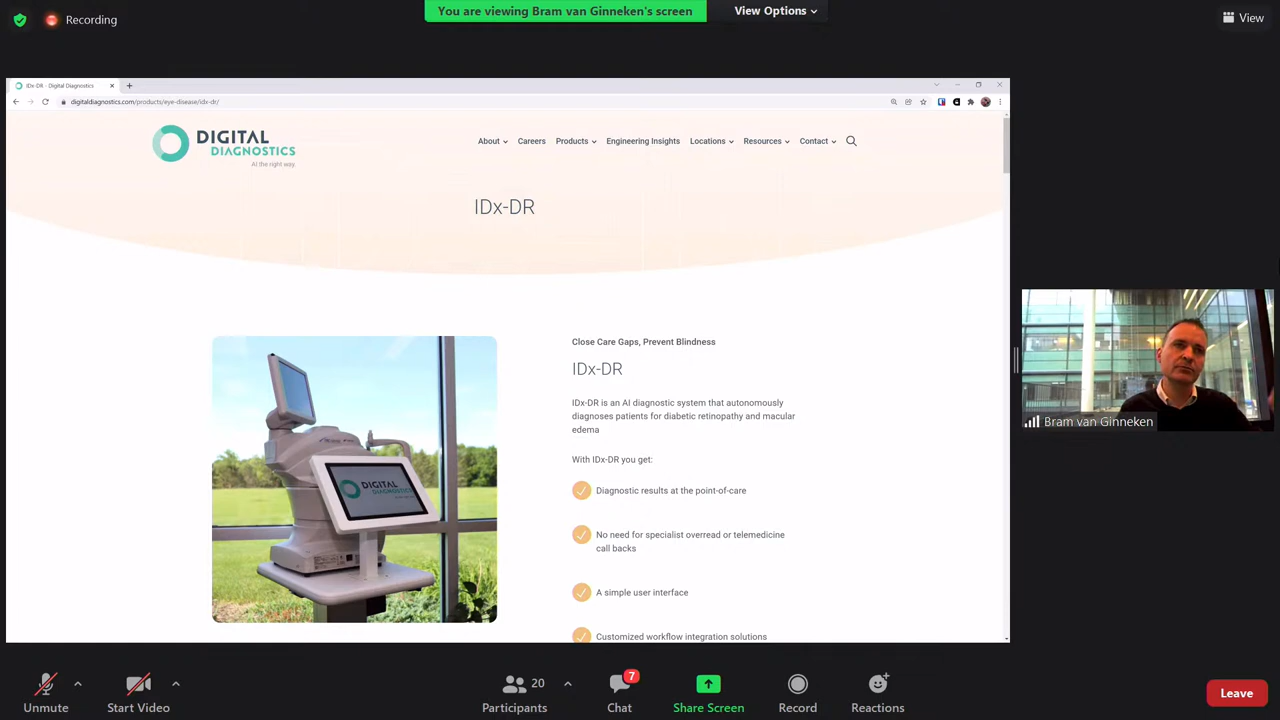 Recording
You are viewing Bram van Ginneken's screen
View Options
View
IDx-DR - Digital Diagnostics
digitaldiagnostics.com/products/eye-disease/idx-dr/
DIGITAL
DIAGNOSTICS
AI the right way.
About
Careers
Products
Engineering Insights
Locations
Resources
Contact
IDx-DR
Close Care Gaps, Prevent Blindness
IDx-DR
IDx-DR is an AI diagnostic system that autonomously
diagnoses patients for diabetic retinopathy and macular
edema
With IDx-DR you get:
Diagnostic results at the point-of-care
No need for specialist overread or telemedicine
call backs
A simple user interface
Customized workflow integration solutions
DIGITAL
DIAGNOSTICS
Bram van Ginneken
Unmute
Start Video
20
Participants
7
Chat
Share Screen
Record
Reactions
Leave